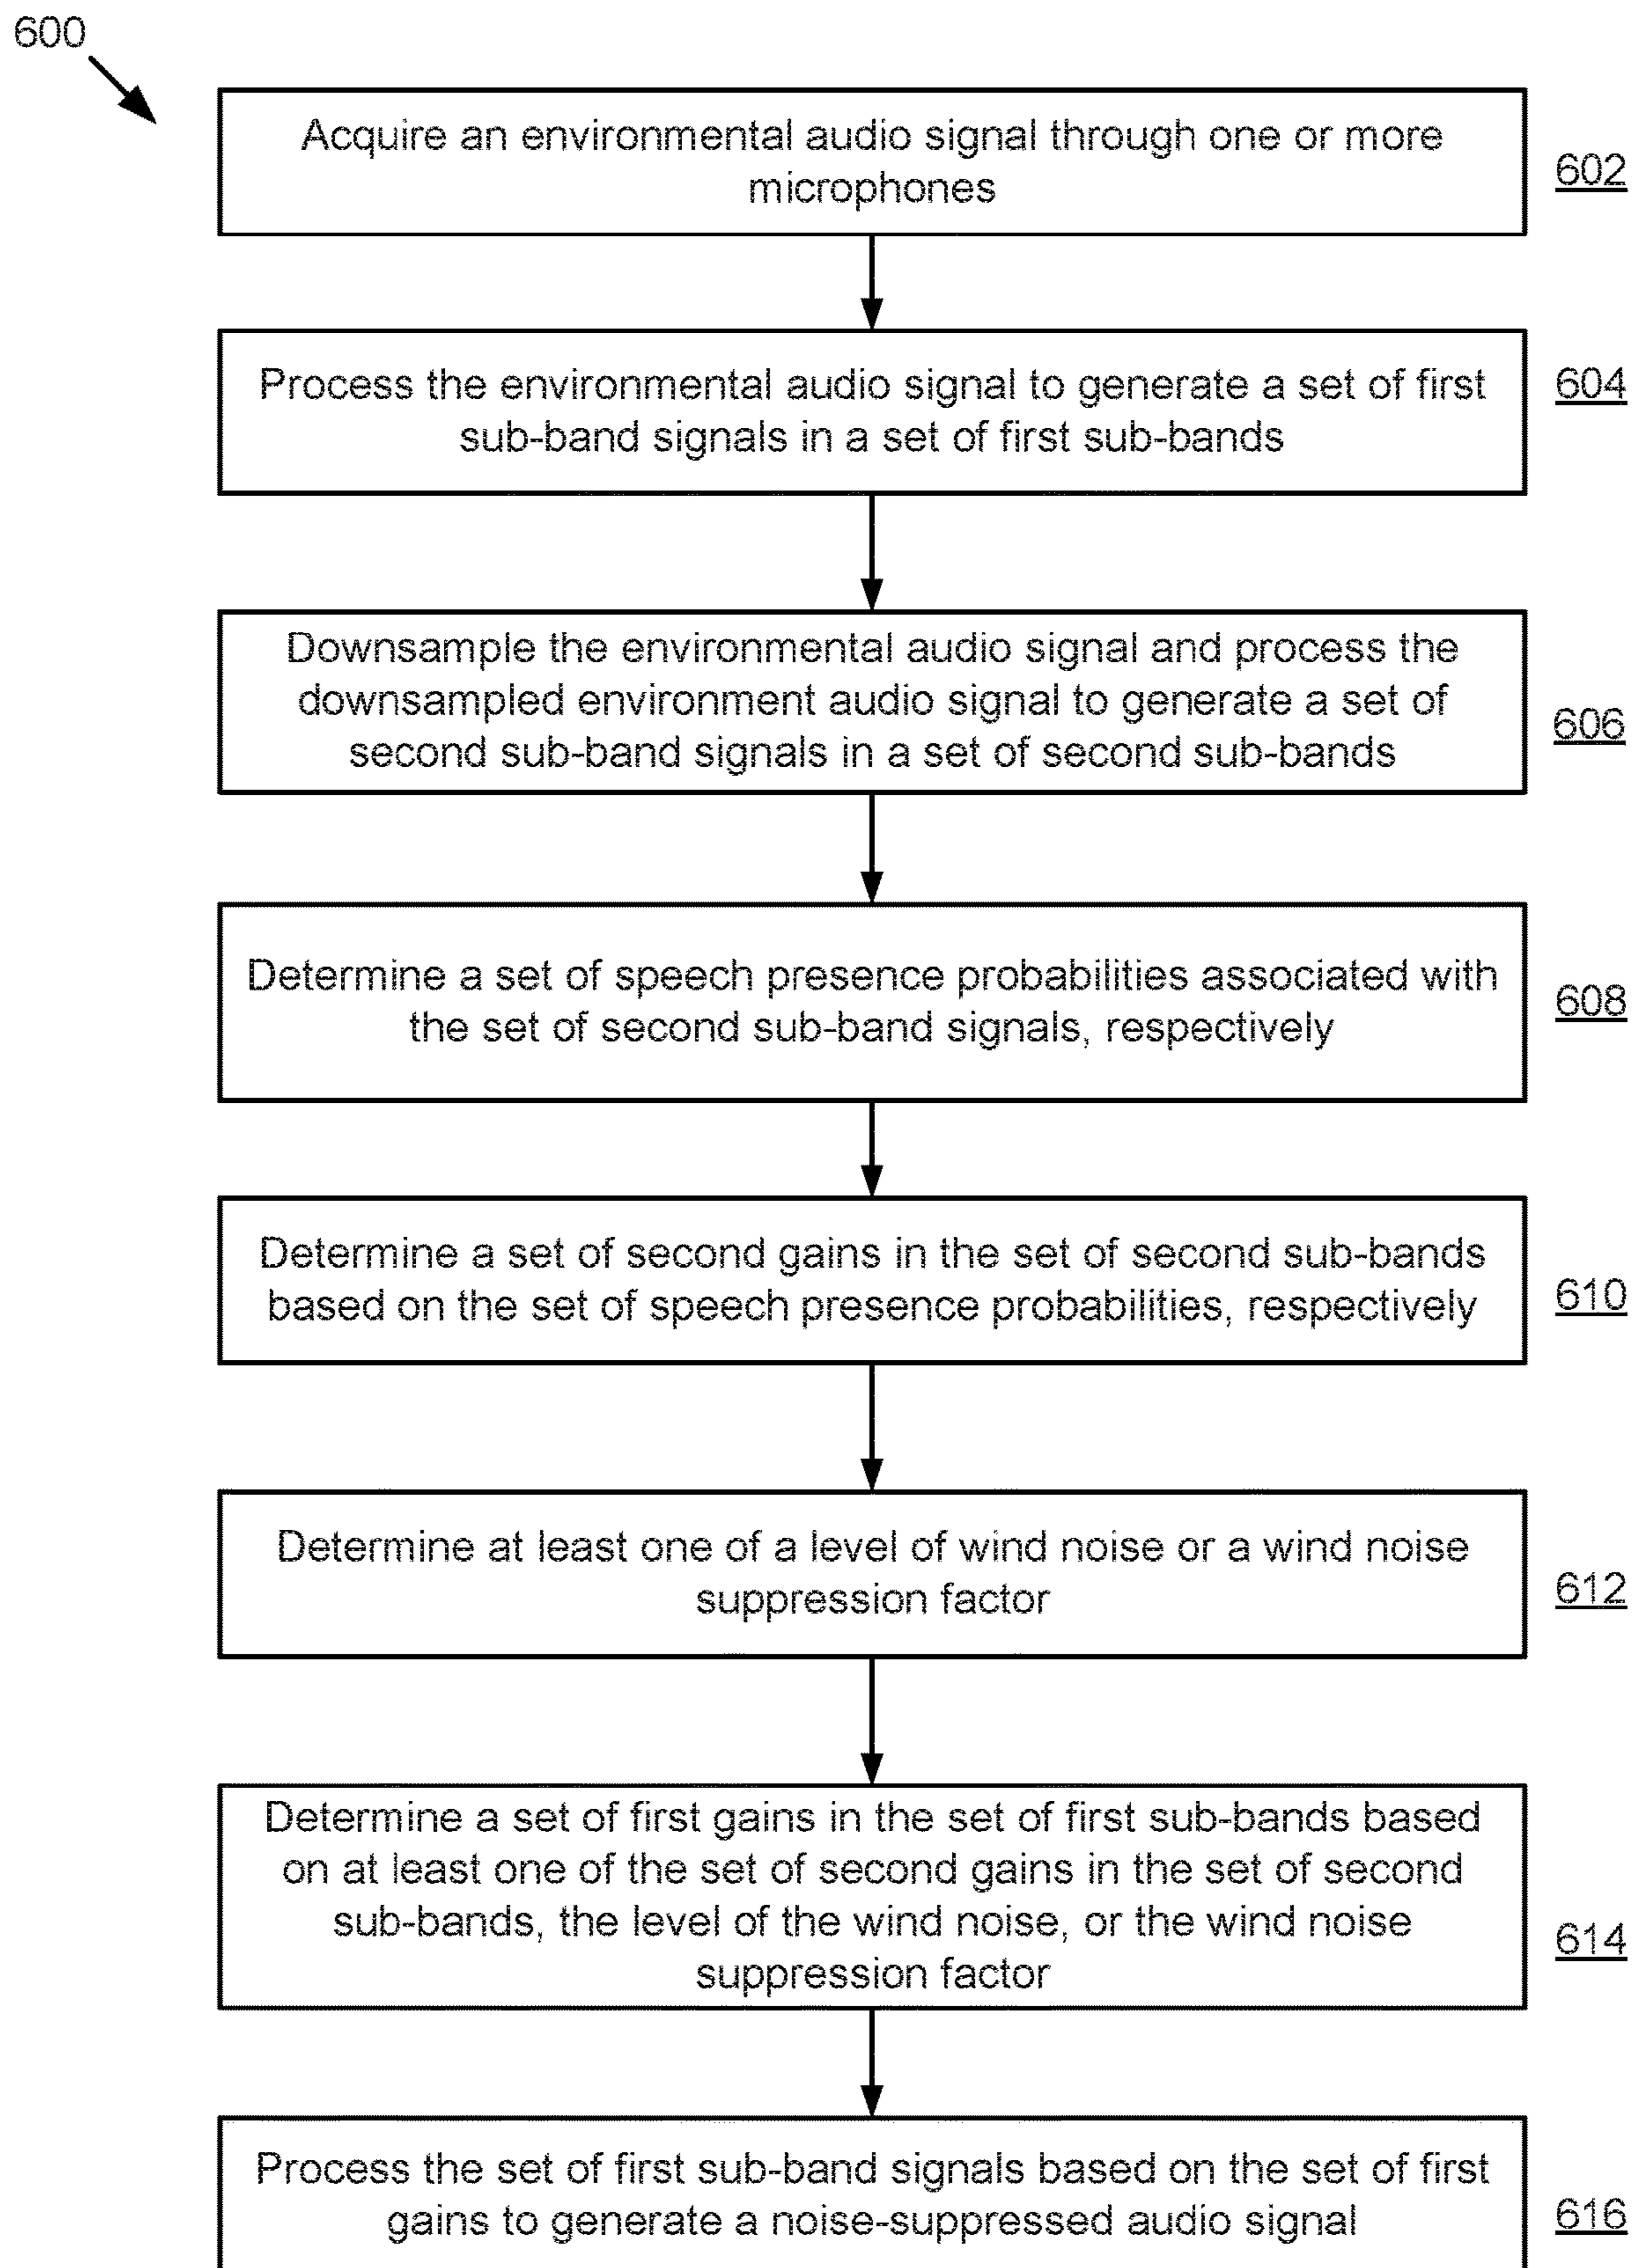 600
Acquire an environmental audio signal through one or more
microphones
602
Process the environmental audio signal to generate a set of first
sub-band signals in a set of first sub-bands
604
Downsample the environmental audio signal and process the
downsampled environment audio signal to generate a set of
second sub-band signals in a set of second sub-bands
606
Determine a set of speech presence probabilities associated with
the set of second sub-band signals, respectively
608
Determine a set of second gains in the set of second sub-bands
based on the set of speech presence probabilities, respectively
610
Determine at least one of a level of wind noise or a wind noise
suppression factor
612
Determine a set of first gains in the set of first sub-bands based
on at least one of the set of second gains in the set of second
sub-bands, the level of the wind noise, or the wind noise
suppression factor
614
Process the set of first sub-band signals based on the set of first
gains to generate a noise-suppressed audio signal
616